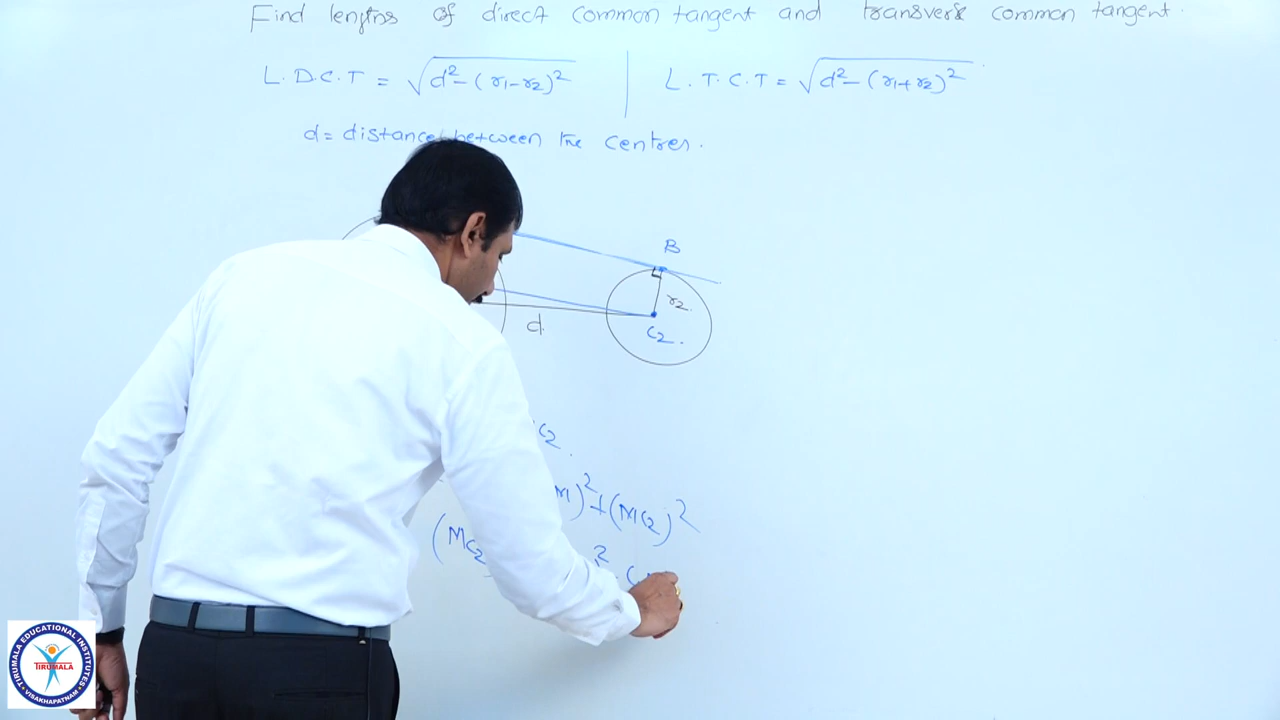 Find lengths of direct common tangent and transverse common tangent.
L.D.C.T = √d²-(r₁-r₂)²
L.T.C.T = √d²-(r₁+r₂)²
d = distance between the centres.
B
r₂.
d
C₂.
C₂.
)²+(MC₂)²
(MC₂
TIRUMALA EDUCATIONAL INSTITUTES
TIRUMALA
VISAKHAPATNAM